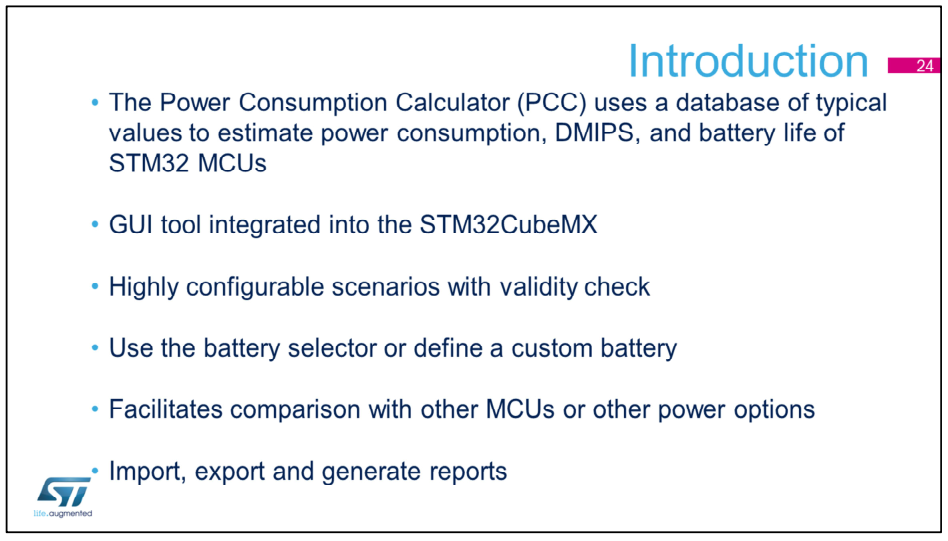 Introduction
24
• The Power Consumption Calculator (PCC) uses a database of typical
values to estimate power consumption, DMIPS, and battery life of
STM32 MCUs
• GUI tool integrated into the STM32CubeMX
• Highly configurable scenarios with validity check
• Use the battery selector or define a custom battery
• Facilitates comparison with other MCUs or other power options
• Import, export and generate reports
ST
life.augmented